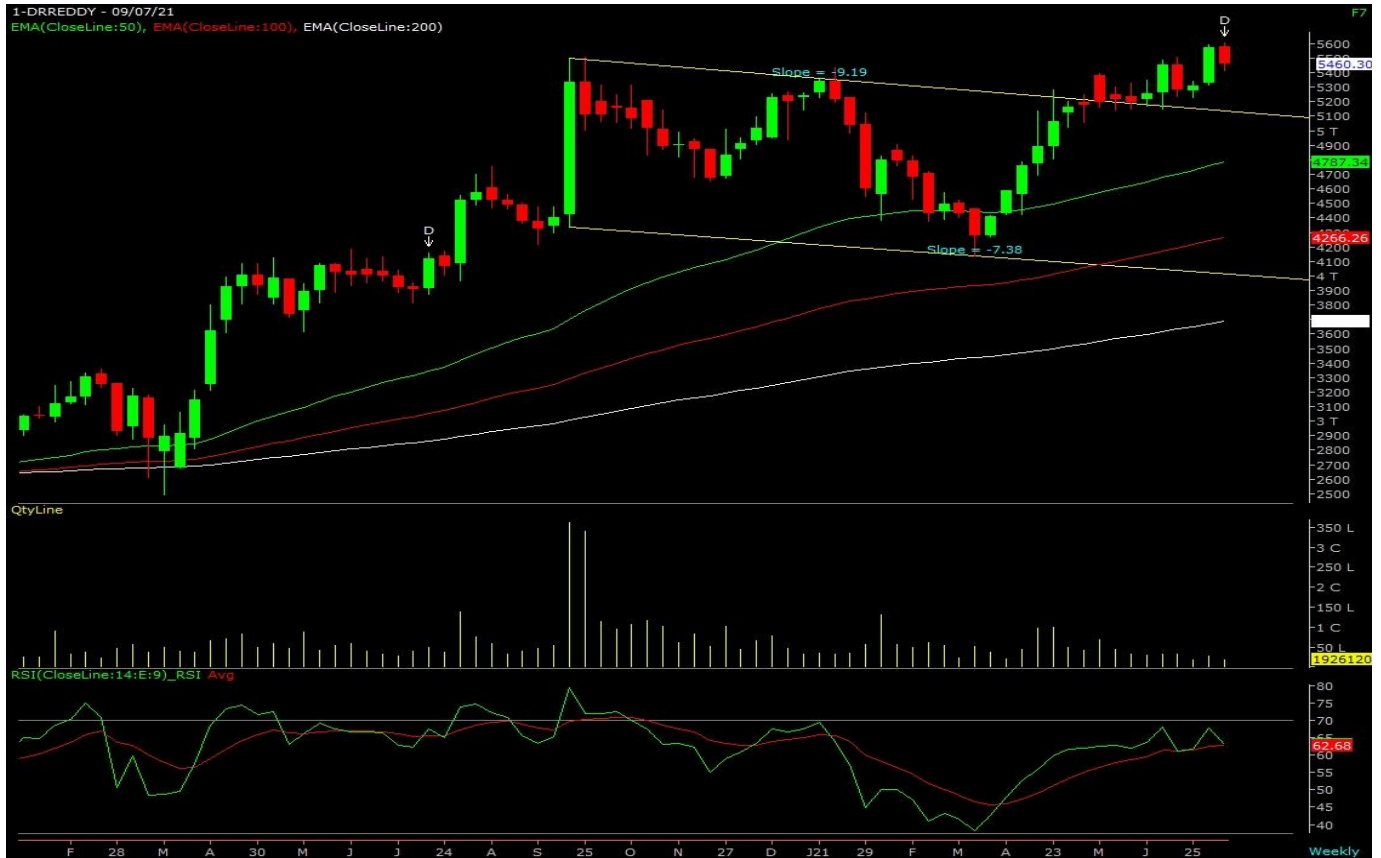 1-DRREDDY - 09/07/21
F7
EMA(CloseLine:50), EMA(CloseLine:100), EMA(CloseLine:200)
D
D
Slope = -9.19
Slope = -7.38
5600
5460.30
5400
5300
5200
5100
5 T
4900
4787.34
4700
4600
4500
4400
4266.26
4200
4100
4 T
3900
3800
3600
3500
3400
3300
3200
3100
3 T
2900
2800
2700
2600
2500
QtyLine
350 L
3 C
250 L
2 C
150 L
1 C
50 L
1926120
RSI(CloseLine:14:E:9)_RSI Avg
80
75
70
62.68
60
55
50
45
40
F 28 M A 30 M J J 24 A S 25 O N 27 D J21 29 F M A 23 M J 25
Weekly